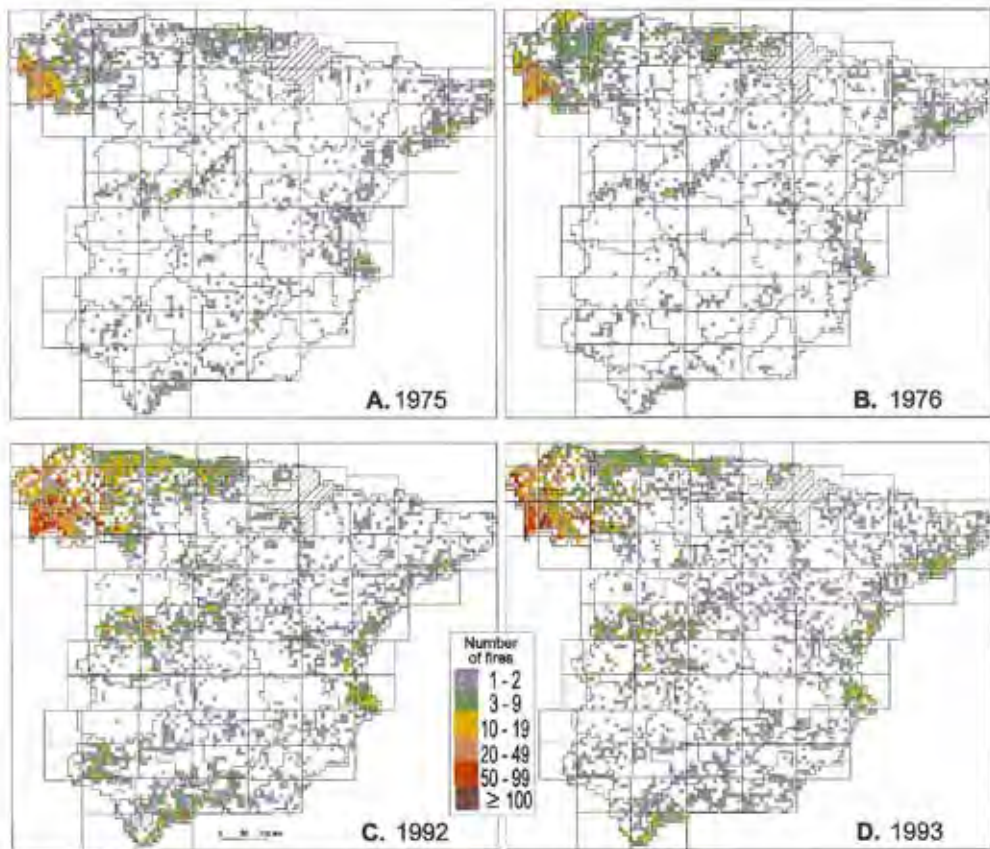 A. 1975
B. 1976
Number
of fires
1 - 2
3 - 9
10 - 19
20 - 49
50 - 99
≥ 100
C. 1992
D. 1993